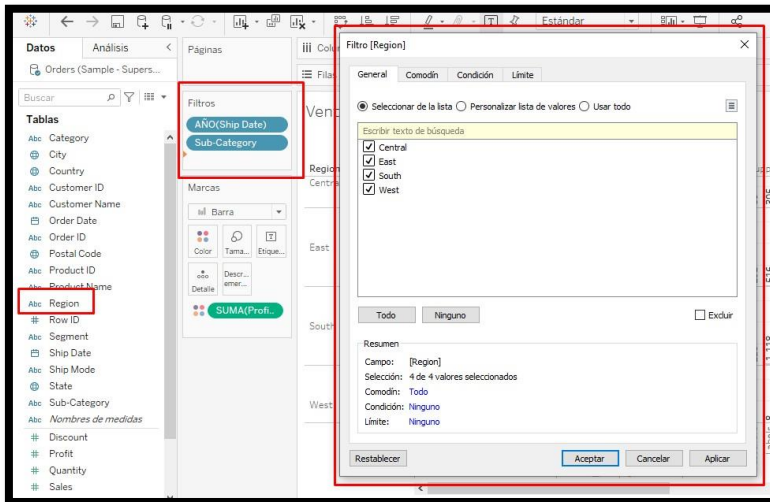 Estándar
Datos
Análisis
Páginas
Orders (Sample - Supers...
Buscar
Tablas
Abc Category
City
Country
Abc Customer ID
Abc Customer Name
Order Date
Abc Order ID
Postal Code
Abc Product ID
Abc Product Name
Abc Region
# Row ID
Abc Segment
Ship Date
Abc Ship Mode
State
Abc Sub-Category
Abc Nombres de medidas
# Discount
# Profit
# Quantity
# Sales
Filtros
AÑO(Ship Date)
Sub-Category
Marcas
Barra
Color
Tama...
Etique...
Detalle
Descr...
emer...
SUMA(Profi..
iii Colu
Filas
Vent
Region
Centra
East
South
West
Filtro [Region]
General
Comodín
Condición
Límite
Seleccionar de la lista
Personalizar lista de valores
Usar todo
Escribir texto de búsqueda
Central
East
South
West
Todo
Ninguno
Excluir
Resumen
Campo: [Region]
Selección: 4 de 4 valores seleccionados
Comodín: Todo
Condición: Ninguno
Límite: Ninguno
Restablecer
Aceptar
Cancelar
Aplicar